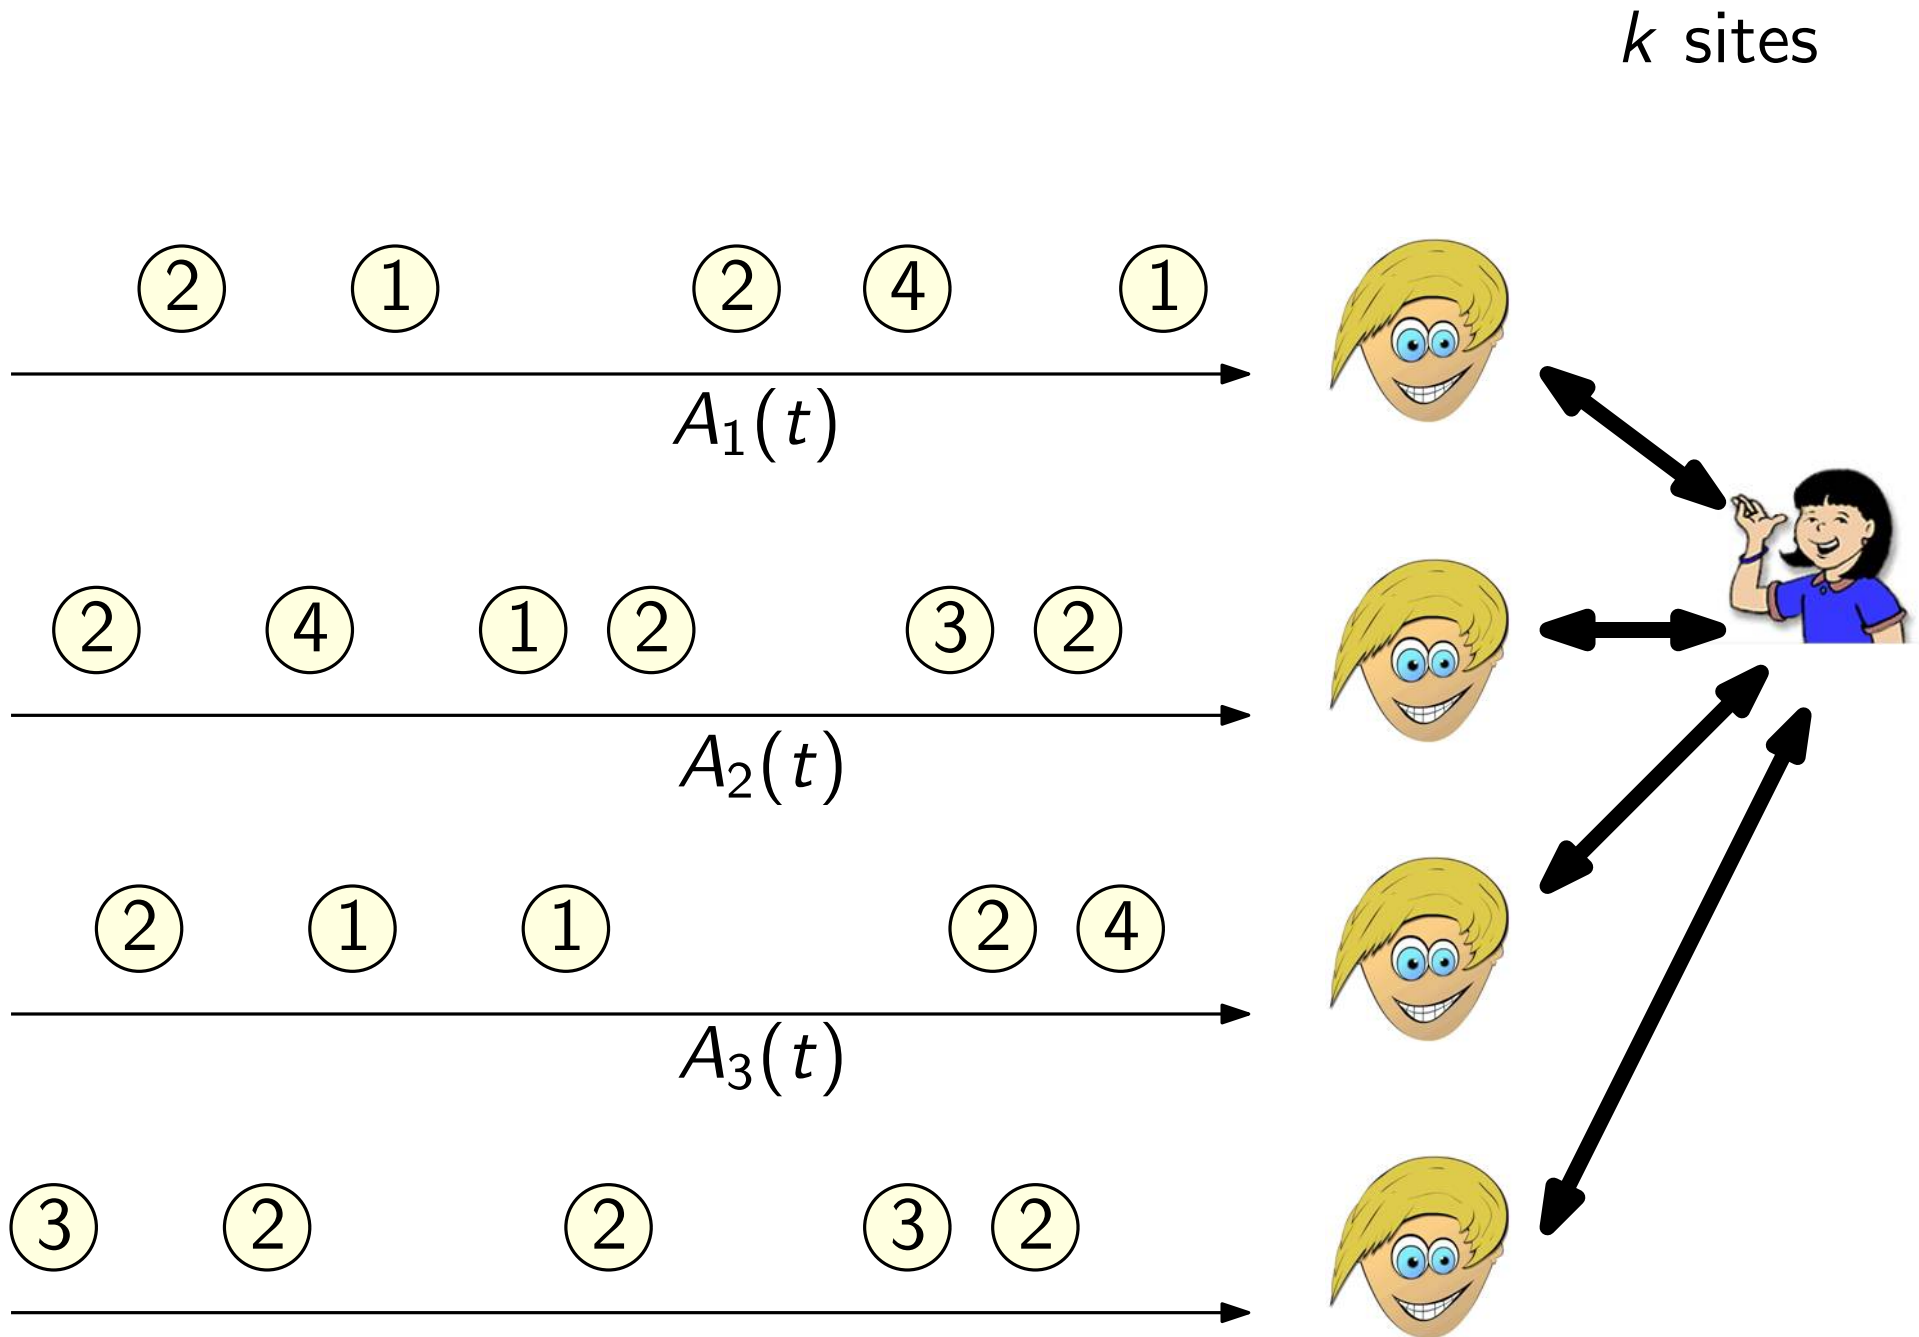 k sites
2 1 2 4 1
A₁(t)
2 4 1 2 3 2
A₂(t)
2 1 1 2 4
A₃(t)
3 2 2 3 2